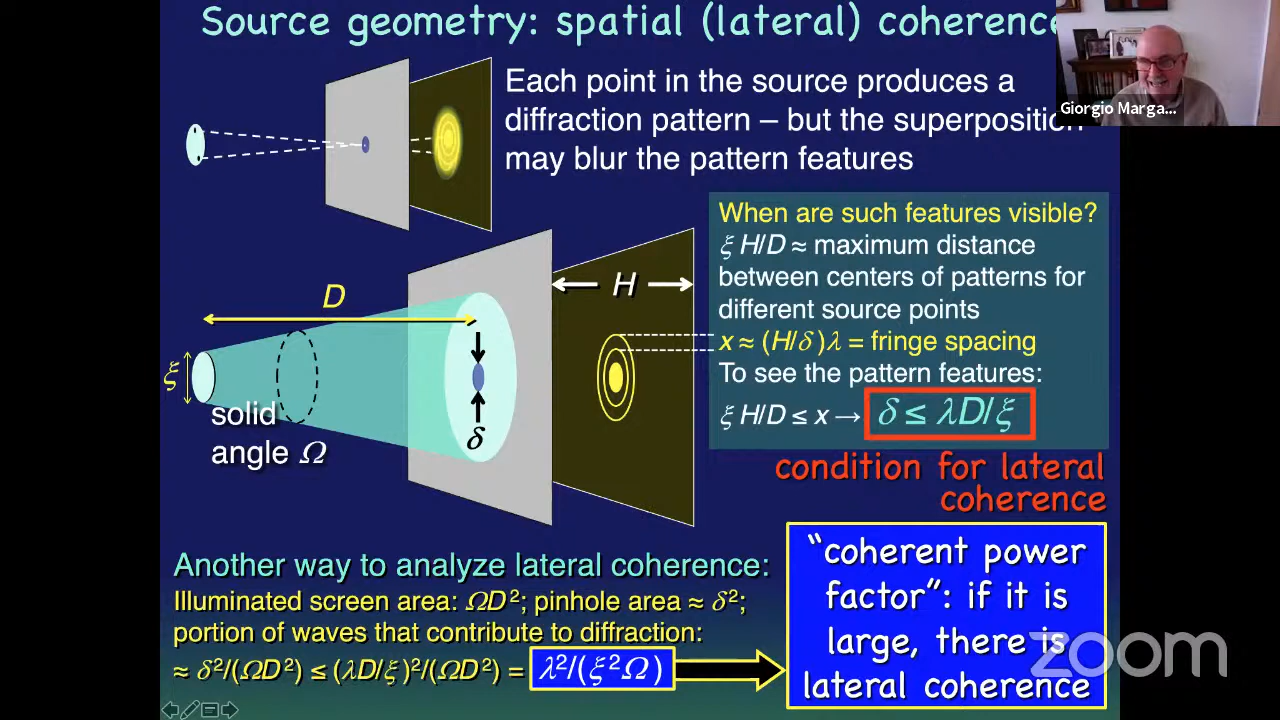 Source geometry: spatial (lateral) coherence
Giorgio Marga...
Each point in the source produces a
diffraction pattern – but the superposition
may blur the pattern features
When are such features visible?
ξ H/D ≈ maximum distance
between centers of patterns for
different source points
x ≈ (H/δ)λ = fringe spacing
To see the pattern features:
ξ H/D ≤ x → δ ≤ λD/ξ
condition for lateral
coherence
D
H
ξ
δ
solid
angle Ω
Another way to analyze lateral coherence:
Illuminated screen area: ΩD²; pinhole area ≈ δ²;
portion of waves that contribute to diffraction:
≈ δ²/(ΩD²) ≤ (λD/ξ)²/(ΩD²) = λ²/(ξ²Ω)
“coherent power
factor”: if it is
large, there is
lateral coherence
zoom